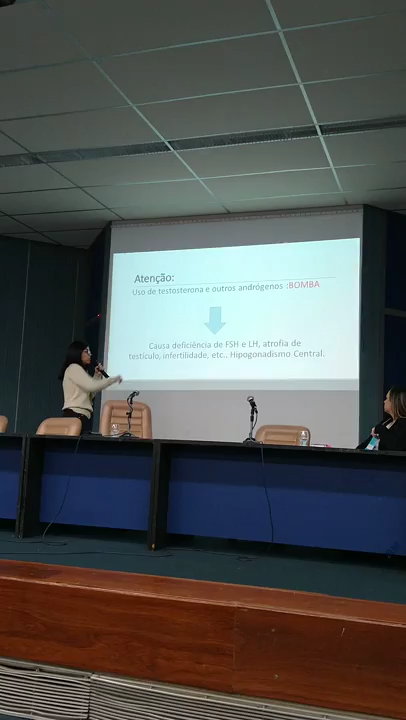 Atenção:
Uso de testosterona e outros andrógenos :BOMBA
Causa deficiência de FSH e LH, atrofia de
testículo, infertilidade, etc.. Hipogonadismo Central.